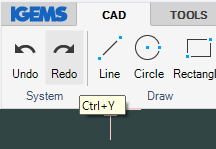 IGEMS CAD TOOLS
Undo Redo Line Circle Rectangl
System Draw
Ctrl+Y